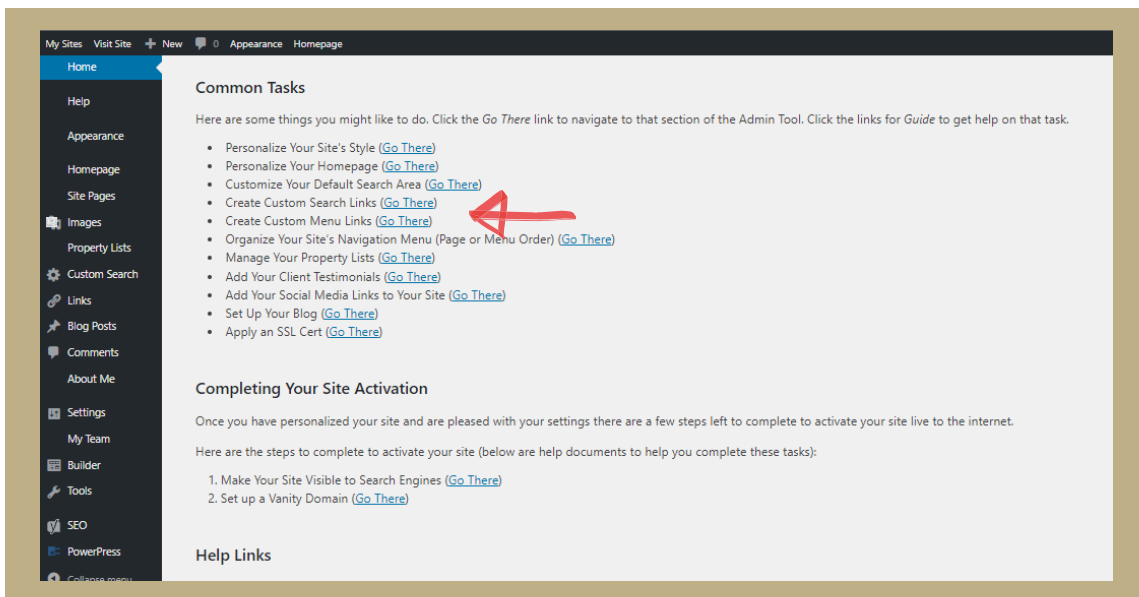 My Sites Visit Site + New 0 Appearance Homepage
Home
Help
Appearance
Homepage
Site Pages
Images
Property Lists
Custom Search
Links
Blog Posts
Comments
About Me
Settings
My Team
Builder
Tools
SEO
PowerPress
Collapse menu
Common Tasks
Here are some things you might like to do. Click the Go There link to navigate to that section of the Admin Tool. Click the links for Guide to get help on that task.
• Personalize Your Site's Style (Go There)
• Personalize Your Homepage (Go There)
• Customize Your Default Search Area (Go There)
• Create Custom Search Links (Go There)
• Create Custom Menu Links (Go There)
• Organize Your Site's Navigation Menu (Page or Menu Order) (Go There)
• Manage Your Property Lists (Go There)
• Add Your Client Testimonials (Go There)
• Add Your Social Media Links to Your Site (Go There)
• Set Up Your Blog (Go There)
• Apply an SSL Cert (Go There)
Completing Your Site Activation
Once you have personalized your site and are pleased with your settings there are a few steps left to complete to activate your site live to the internet.
Here are the steps to complete to activate your site (below are help documents to help you complete these tasks):
1. Make Your Site Visible to Search Engines (Go There)
2. Set up a Vanity Domain (Go There)
Help Links